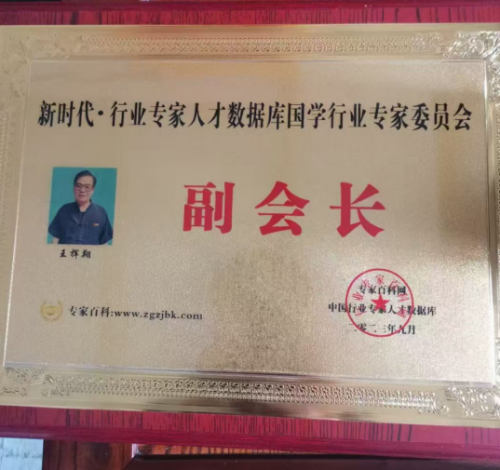 新时代·行业专家人才数据库国学行业专家委员会
副会长
王辉翔
专家百科:www.zgzjbk.com
专家百科网
中国行业专家人才数据库
二〇二三年九月